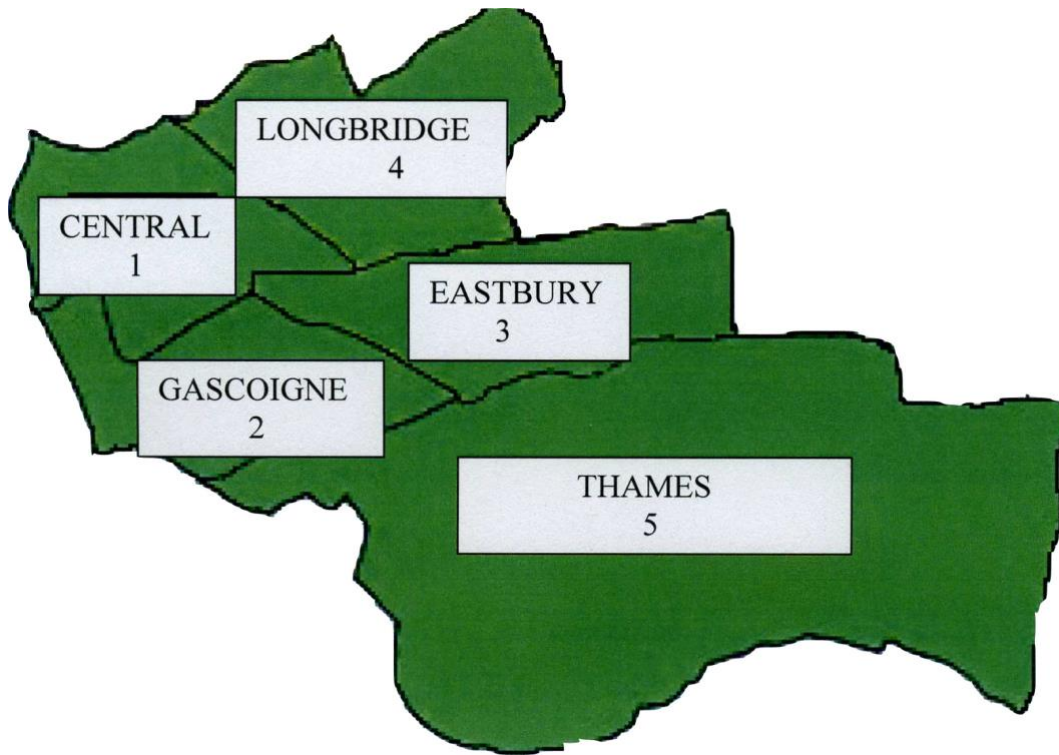 LONGBRIDGE
4
CENTRAL
1
EASTBURY
3
GASCOIGNE
2
THAMES
5